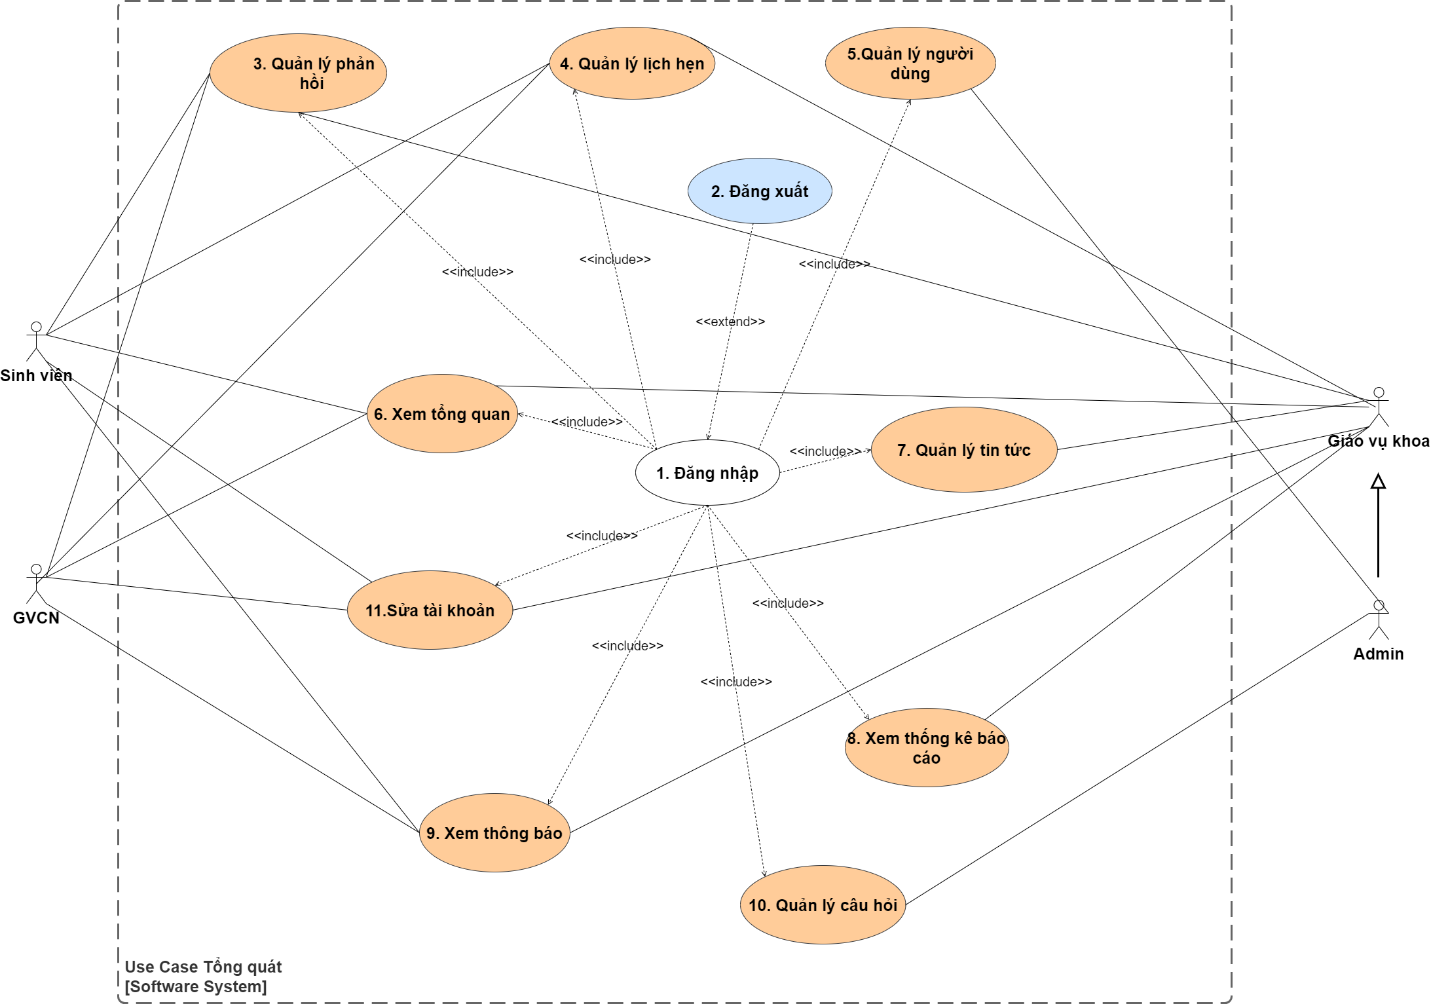 3. Quản lý phản
hồi
4. Quản lý lịch hẹn
5.Quản lý người
dùng
2. Đăng xuất
<<include>>
<<include>>
<<include>>
<<extend>>
Sinh viên
6. Xem tổng quan
<<include>>
1. Đăng nhập
<<include>>
7. Quản lý tin tức
Giáo vụ khoa
<<include>>
11.Sửa tài khoản
GVCN
<<include>>
<<include>>
<<include>>
Admin
8. Xem thống kê báo
cáo
9. Xem thông báo
10. Quản lý câu hỏi
Use Case Tổng quát
[Software System]